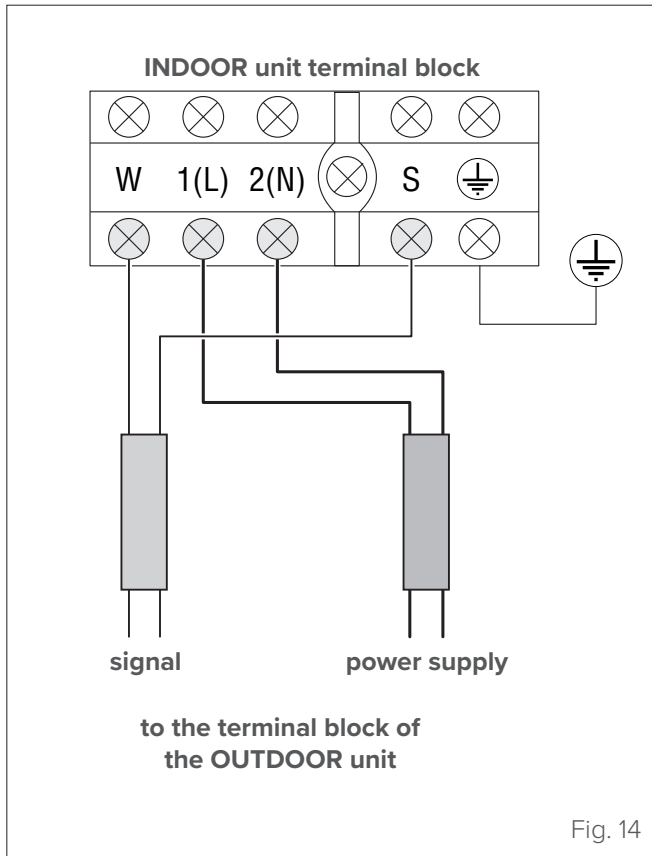 INDOOR unit terminal block
W 1(L) 2(N) S
signal power supply
to the terminal block of
the OUTDOOR unit
Fig. 14